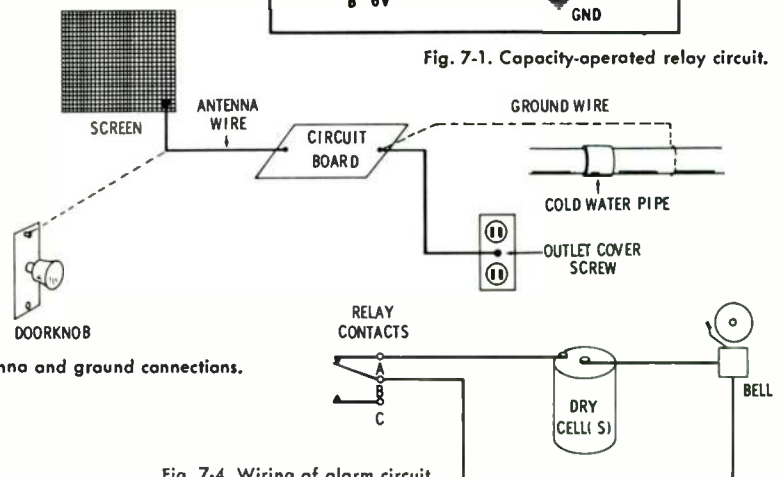 B 6V
GND
Fig. 7-1. Capacity-aperated relay circuit.
SCREEN
ANTENNA
WIRE
CIRCUIT
BOARD
GROUND WIRE
COLD WATER PIPE
OUTLET COVER
SCREW
DOORKNOB
nna and ground connections.
RELAY
CONTACTS
A
B
C
DRY
CELL(S)
BELL
Fig. 7-4. Wiring of alarm circuit